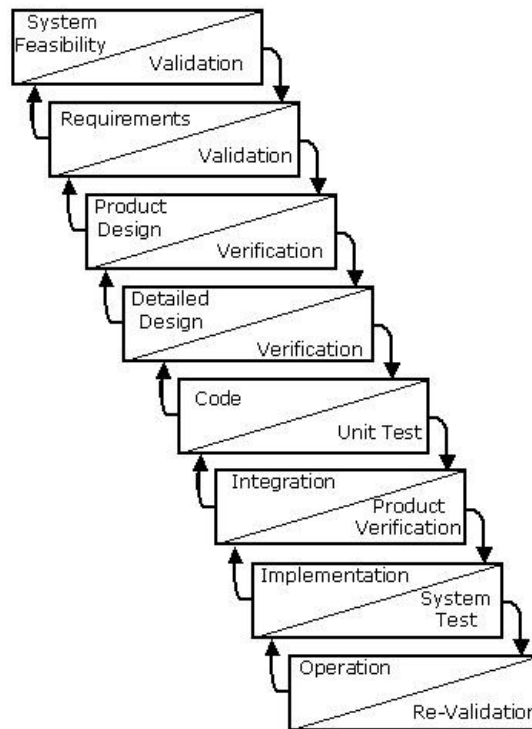 System
Feasibility
Validation
Requirements
Validation
Product
Design
Verification
Detailed
Design
Verification
Code
Unit Test
Integration
Product
Verification
Implementation
System
Test
Operation
Re-Validation